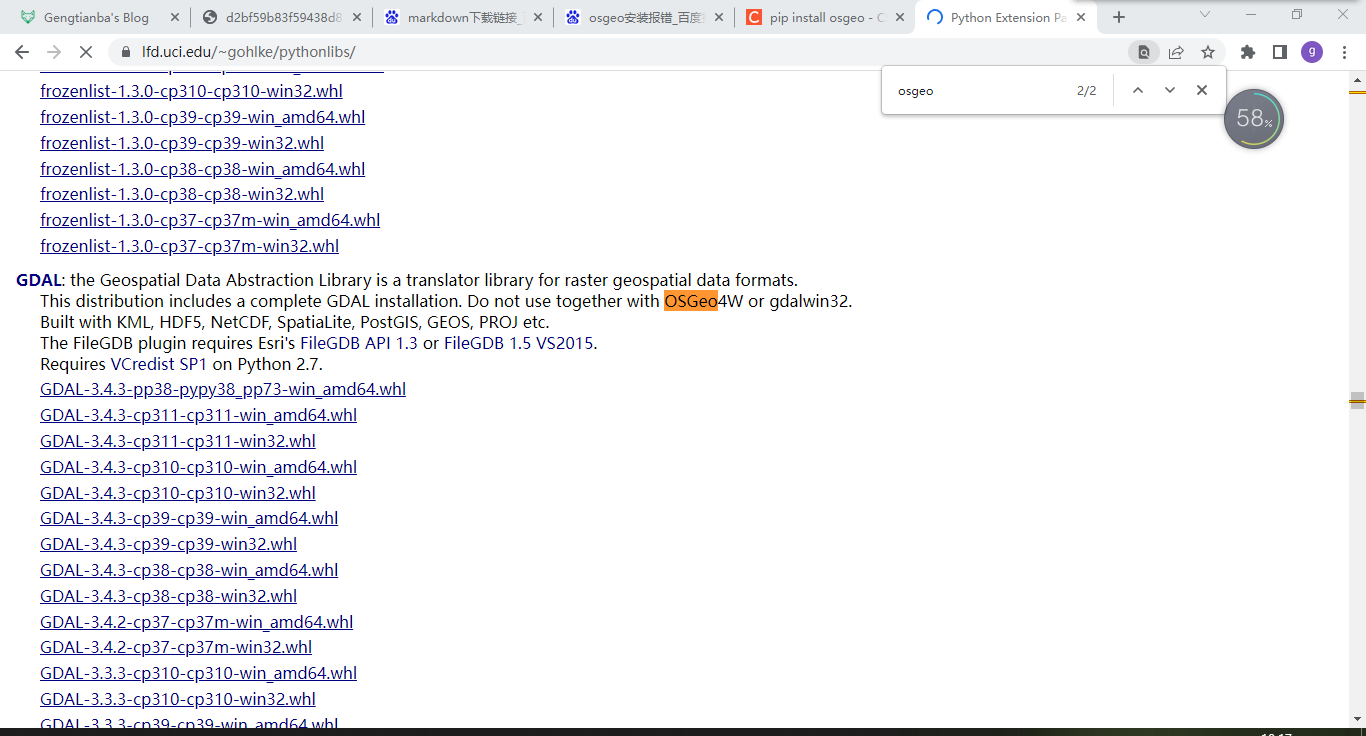 Gengtianba's Blog
d2bf59b83f59438d8
markdown下载链接_
osgeo安装报错_百度
pip install osgeo - C
Python Extension Pa
lfd.uci.edu/~gohlke/pythonlibs/
g
osgeo
2/2
58%
frozenlist-1.3.0-cp310-cp310-win32.whl
frozenlist-1.3.0-cp39-cp39-win_amd64.whl
frozenlist-1.3.0-cp39-cp39-win32.whl
frozenlist-1.3.0-cp38-cp38-win_amd64.whl
frozenlist-1.3.0-cp38-cp38-win32.whl
frozenlist-1.3.0-cp37-cp37m-win_amd64.whl
frozenlist-1.3.0-cp37-cp37m-win32.whl
GDAL: the Geospatial Data Abstraction Library is a translator library for raster geospatial data formats.
This distribution includes a complete GDAL installation. Do not use together with OSGeo4W or gdalwin32.
Built with KML, HDF5, NetCDF, SpatiaLite, PostGIS, GEOS, PROJ etc.
The FileGDB plugin requires Esri's FileGDB API 1.3 or FileGDB 1.5 VS2015.
Requires VCredist SP1 on Python 2.7.
GDAL-3.4.3-pp38-pypy38_pp73-win_amd64.whl
GDAL-3.4.3-cp311-cp311-win_amd64.whl
GDAL-3.4.3-cp311-cp311-win32.whl
GDAL-3.4.3-cp310-cp310-win_amd64.whl
GDAL-3.4.3-cp310-cp310-win32.whl
GDAL-3.4.3-cp39-cp39-win_amd64.whl
GDAL-3.4.3-cp39-cp39-win32.whl
GDAL-3.4.3-cp38-cp38-win_amd64.whl
GDAL-3.4.3-cp38-cp38-win32.whl
GDAL-3.4.2-cp37-cp37m-win_amd64.whl
GDAL-3.4.2-cp37-cp37m-win32.whl
GDAL-3.3.3-cp310-cp310-win_amd64.whl
GDAL-3.3.3-cp310-cp310-win32.whl
GDAL-3.3.3-cp39-cp39-win_amd64.whl